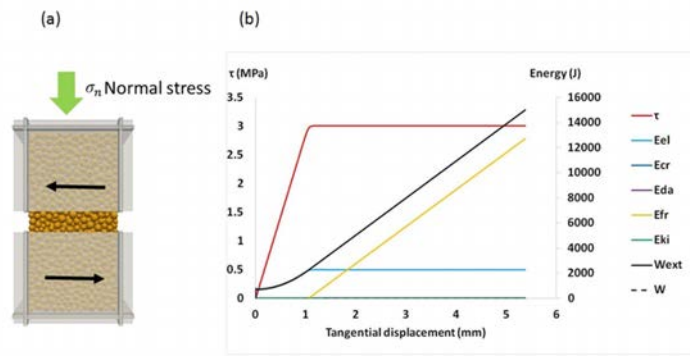 (a)
(b)
σn Normal stress
τ (MPa)
Energy (J)
3.5
3
2.5
2
1.5
1
0.5
0
16000
14000
12000
10000
8000
6000
4000
2000
0
0 1 2 3 4 5 6
Tangential displacement (mm)
τ
Eel
Ecr
Eda
Efr
Eki
Wext
W